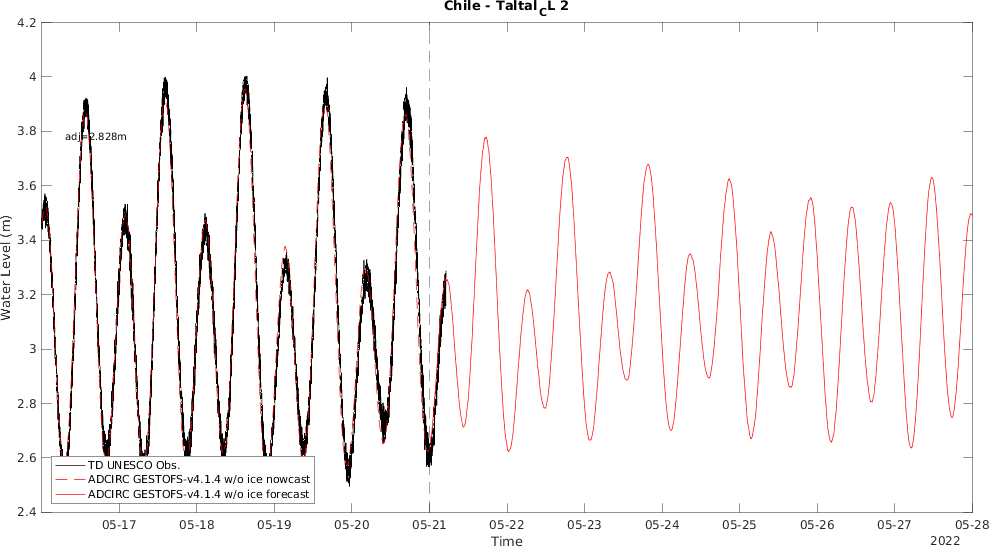 Chile - Taltal_CL 2
4.2
4
3.8
3.6
3.4
3.2
3
2.8
2.6
2.4
Water Level (m)
adj=2.828m
TD UNESCO Obs.
ADCIRC GESTOFS-v4.1.4 w/o ice nowcast
ADCIRC GESTOFS-v4.1.4 w/o ice forecast
05-17 05-18 05-19 05-20 05-21 05-22 05-23 05-24 05-25 05-26 05-27 05-28
Time
2022